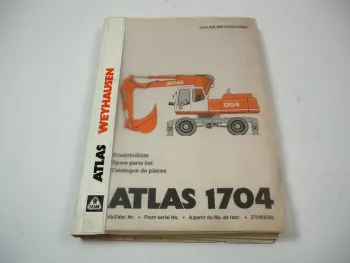 ATLAS WEYHAUSEN
ATLAS WEYHAUSEN
ATLAS
1704
Ersatzteilliste
Spare parts list
Catalogue de pièces
ATLAS 1704
Ab Fabr. Nr. • From serial No. • A partir du No. de fabr.